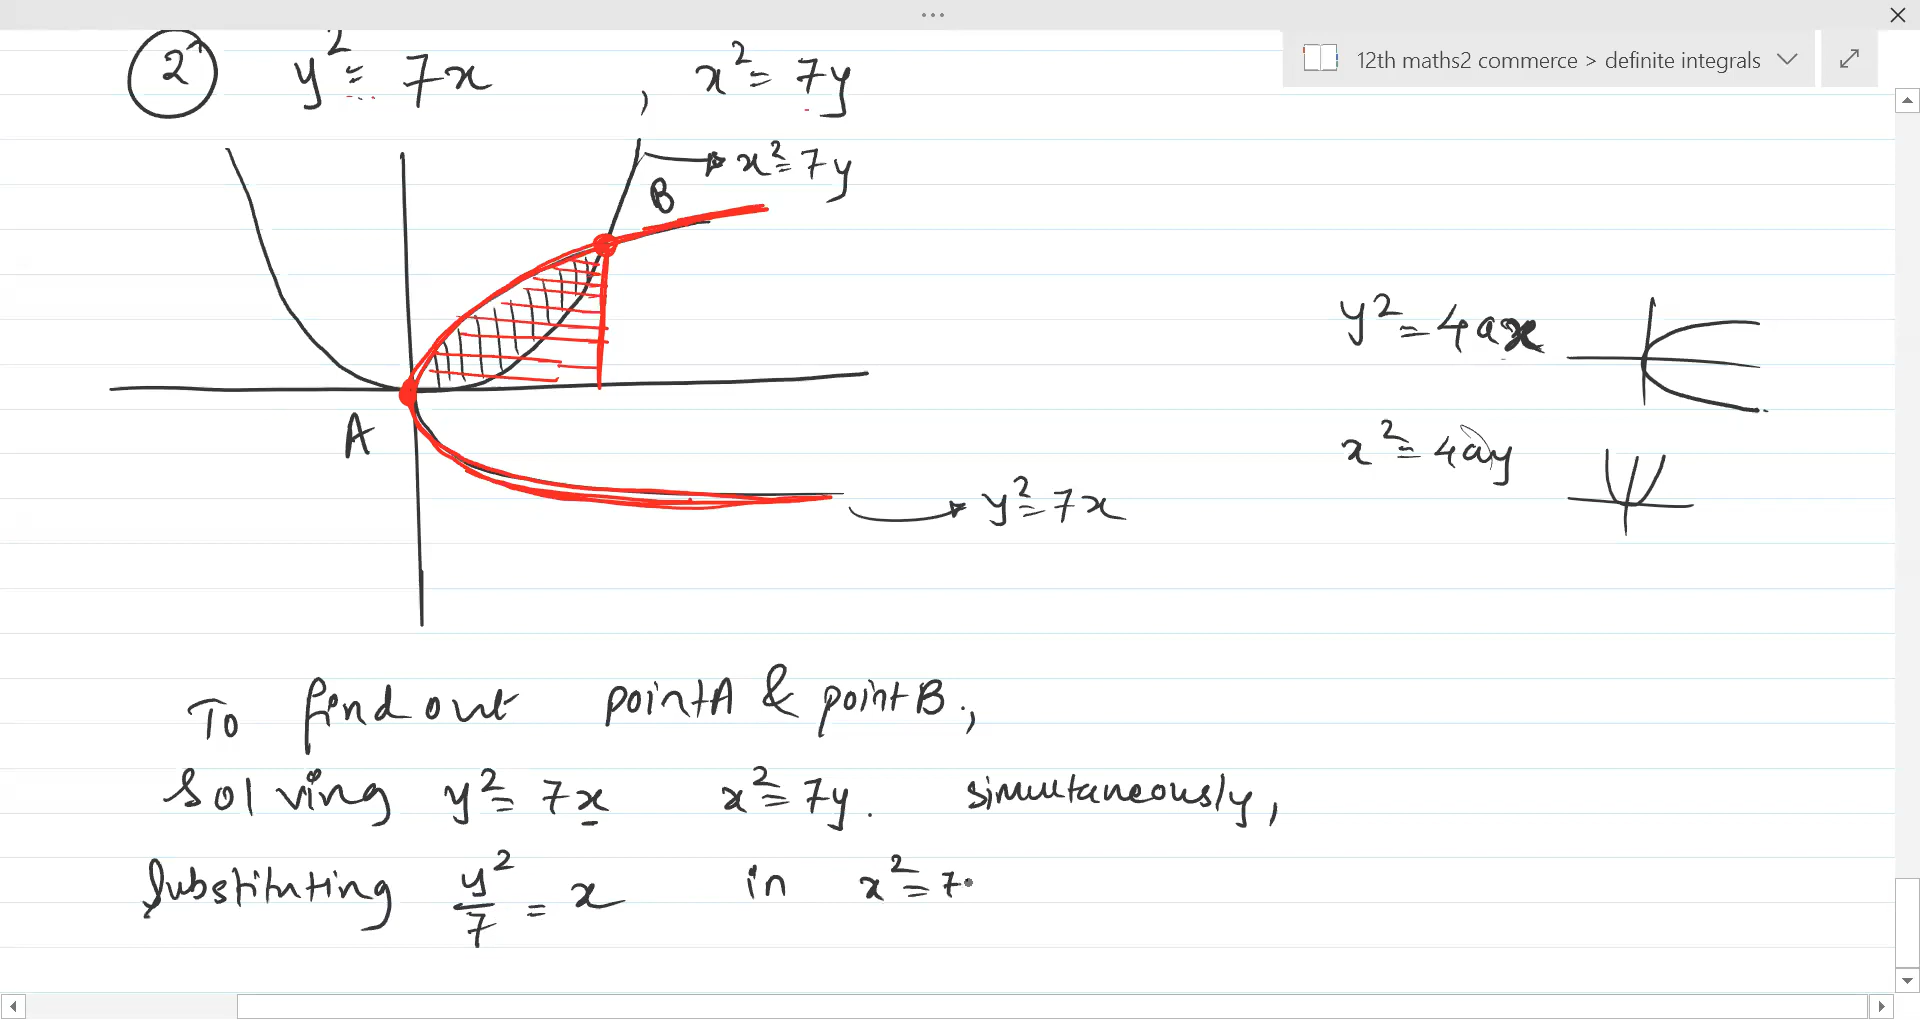 12th maths2 commerce > definite integrals
2 y² = 7x , x² = 7y
x² = 7y
B
A
y² = 7x
y² = 4ax
x² = 4ay
To find out point A & point B.,
Solving y² = 7x x² = 7y. simultaneously,
Substituting y²/7 = x in x² = 7